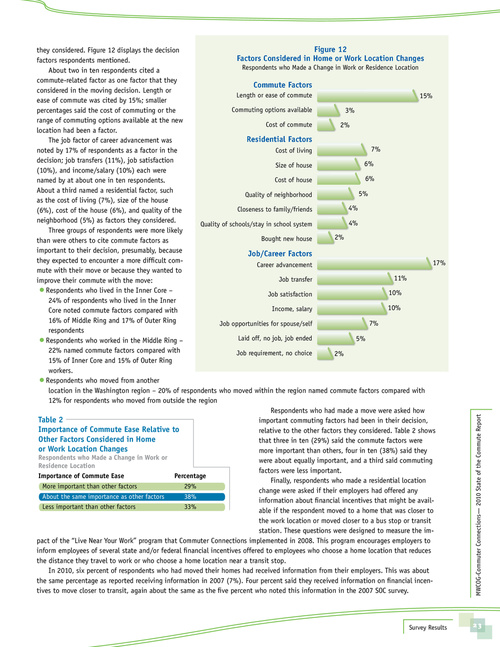 they considered. Figure 12 displays the decision
factors respondents mentioned.
About two in ten respondents cited a
commute-related factor as one factor that they
considered in the moving decision. Length or
ease of commute was cited by 15%; smaller
percentages said the cost of commuting or the
range of commuting options available at the new
location had been a factor.
The job factor of career advancement was
noted by 17% of respondents as a factor in the
decision; job transfers (11%), job satisfaction
(10%), and income/salary (10%) each were
named by at about one in ten respondents.
About a third named a residential factor, such
as the cost of living (7%), size of the house
(6%), cost of the house (6%), and quality of the
neighborhood (5%) as factors they considered.
Three groups of respondents were more likely
than were others to cite commute factors as
important to their decision, presumably, because
they expected to encounter a more difficult com-
mute with their move or because they wanted to
improve their commute with the move:
• Respondents who lived in the Inner Core –
24% of respondents who lived in the Inner
Core noted commute factors compared with
16% of Middle Ring and 17% of Outer Ring
respondents
• Respondents who worked in the Middle Ring –
22% named commute factors compared with
15% of Inner Core and 15% of Outer Ring
workers.
• Respondents who moved from another
location in the Washington region – 20% of respondents who moved within the region named commute factors compared with
12% for respondents who moved from outside the region
Figure 12
Factors Considered in Home or Work Location Changes
Respondents who Made a Change in Work or Residence Location
Commute Factors
Length or ease of commute 15%
Commuting options available 3%
Cost of commute 2%
Residential Factors
Cost of living 7%
Size of house 6%
Cost of house 6%
Quality of neighborhood 5%
Closeness to family/friends 4%
Quality of schools/stay in school system 4%
Bought new house 2%
Job/Career Factors
Career advancement 17%
Job transfer 11%
Job satisfaction 10%
Income, salary 10%
Job opportunities for spouse/self 7%
Laid off, no job, job ended 5%
Job requirement, no choice 2%
Table 2
Importance of Commute Ease Relative to
Other Factors Considered in Home
or Work Location Changes
Respondents who Made a Change in Work or
Residence Location
Importance of Commute Ease Percentage
More important than other factors 29%
About the same importance as other factors 38%
Less important than other factors 33%
Respondents who had made a move were asked how
important commuting factors had been in their decision,
relative to the other factors they considered. Table 2 shows
that three in ten (29%) said the commute factors were
more important than others, four in ten (38%) said they
were about equally important, and a third said commuting
factors were less important.
Finally, respondents who made a residential location
change were asked if their employers had offered any
information about financial incentives that might be avail-
able if the respondent moved to a home that was closer to
the work location or moved closer to a bus stop or transit
station. These questions were designed to measure the im-
pact of the "Live Near Your Work" program that Commuter Connections implemented in 2008. This program encourages employers to
inform employees of several state and/or federal financial incentives offered to employees who choose a home location that reduces
the distance they travel to work or who choose a home location near a transit stop.
In 2010, six percent of respondents who had moved their homes had received information from their employers. This was about
the same percentage as reported receiving information in 2007 (7%). Four percent said they received information on financial incen-
tives to move closer to transit, again about the same as the five percent who noted this information in the 2007 SOC survey.
MWCOG-Commuter Connections— 2010 State of the Commute Report
Survey Results 23